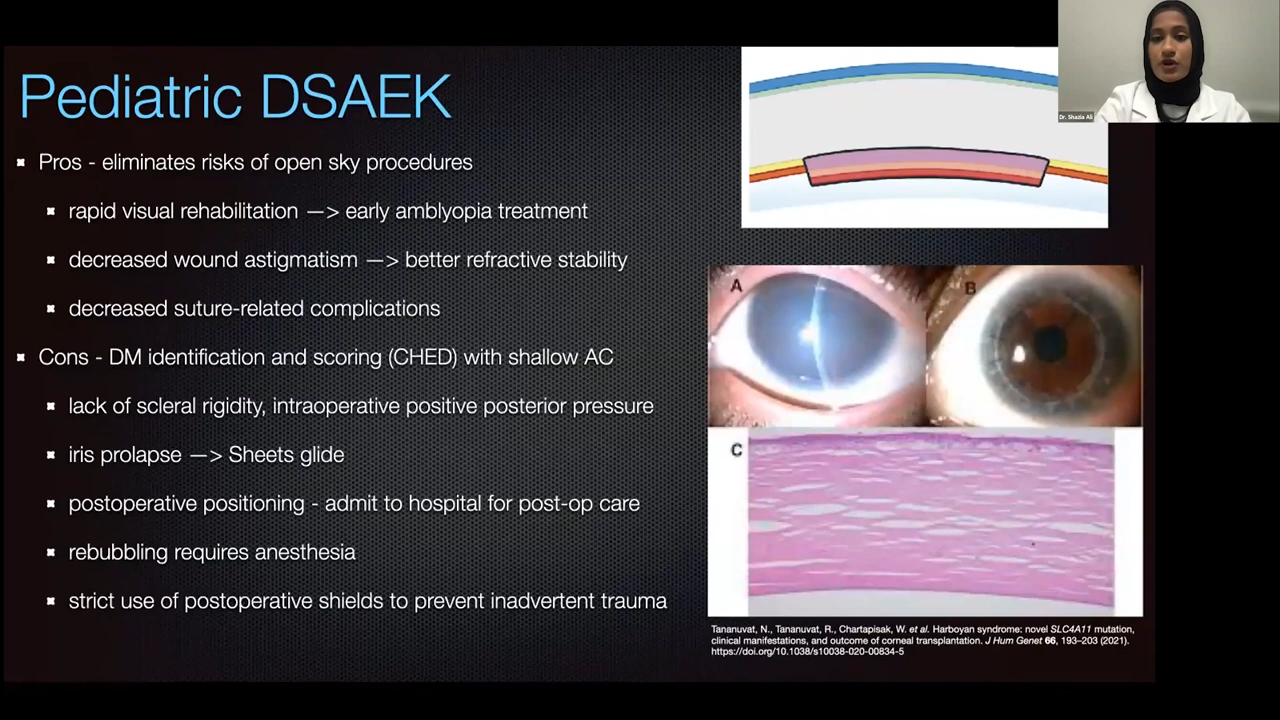 Pediatric DSAEK
Pros - eliminates risks of open sky procedures
rapid visual rehabilitation —> early amblyopia treatment
decreased wound astigmatism —> better refractive stability
decreased suture-related complications
Cons - DM identification and scoring (CHED) with shallow AC
lack of scleral rigidity, intraoperative positive posterior pressure
iris prolapse —> Sheets glide
postoperative positioning - admit to hospital for post-op care
rebubbling requires anesthesia
strict use of postoperative shields to prevent inadvertent trauma
Dr. Shazia Ali
A
B
C
Tananuvat, N., Tananuvat, R., Chartapisak, W. et al. Harboyan syndrome: novel SLC4A11 mutation,
clinical manifestations, and outcome of corneal transplantation. J Hum Genet 66, 193–203 (2021).
https://doi.org/10.1038/s10038-020-00834-5